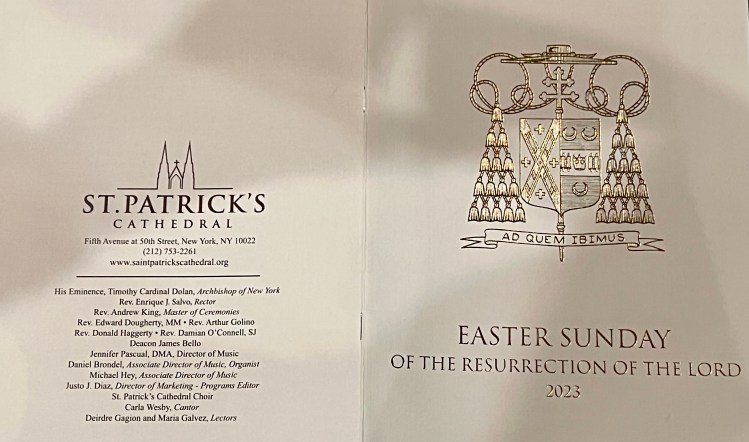 ST. PATRICK'S
CATHEDRAL
Fifth Avenue at 50th Street, New York, NY 10022
(212) 753-2261
www.saintpatrickscathedral.org
His Eminence, Timothy Cardinal Dolan, Archbishop of New York
Rev. Enrique J. Salvo, Rector
Rev. Andrew King, Master of Ceremonies
Rev. Edward Dougherty, MM • Rev. Arthur Golino
Rev. Donald Haggerty • Rev. Damian O'Connell, SJ
Deacon James Bello
Jennifer Pascual, DMA, Director of Music
Daniel Brondel, Associate Director of Music, Organist
Michael Hey, Associate Director of Music
Justo J. Diaz, Director of Marketing - Programs Editor
St. Patrick's Cathedral Choir
Carla Wesby, Cantor
Deirdre Gagion and Maria Galvez, Lectors
AD QUEM IBIMUS
EASTER SUNDAY
OF THE RESURRECTION OF THE LORD
2023